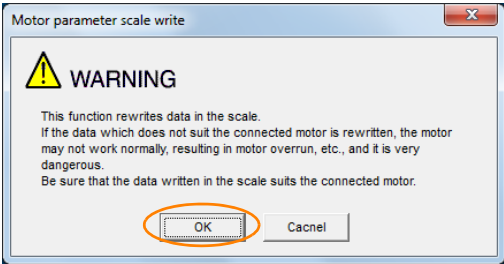 Motor parameter scale write
WARNING
This function rewrites data in the scale.
If the data which does not suit the connected motor is rewritten, the motor
may not work normally, resulting in motor overrun, etc., and it is very
dangerous.
Be sure that the data written in the scale suits the connected motor.
OK
Cacnel